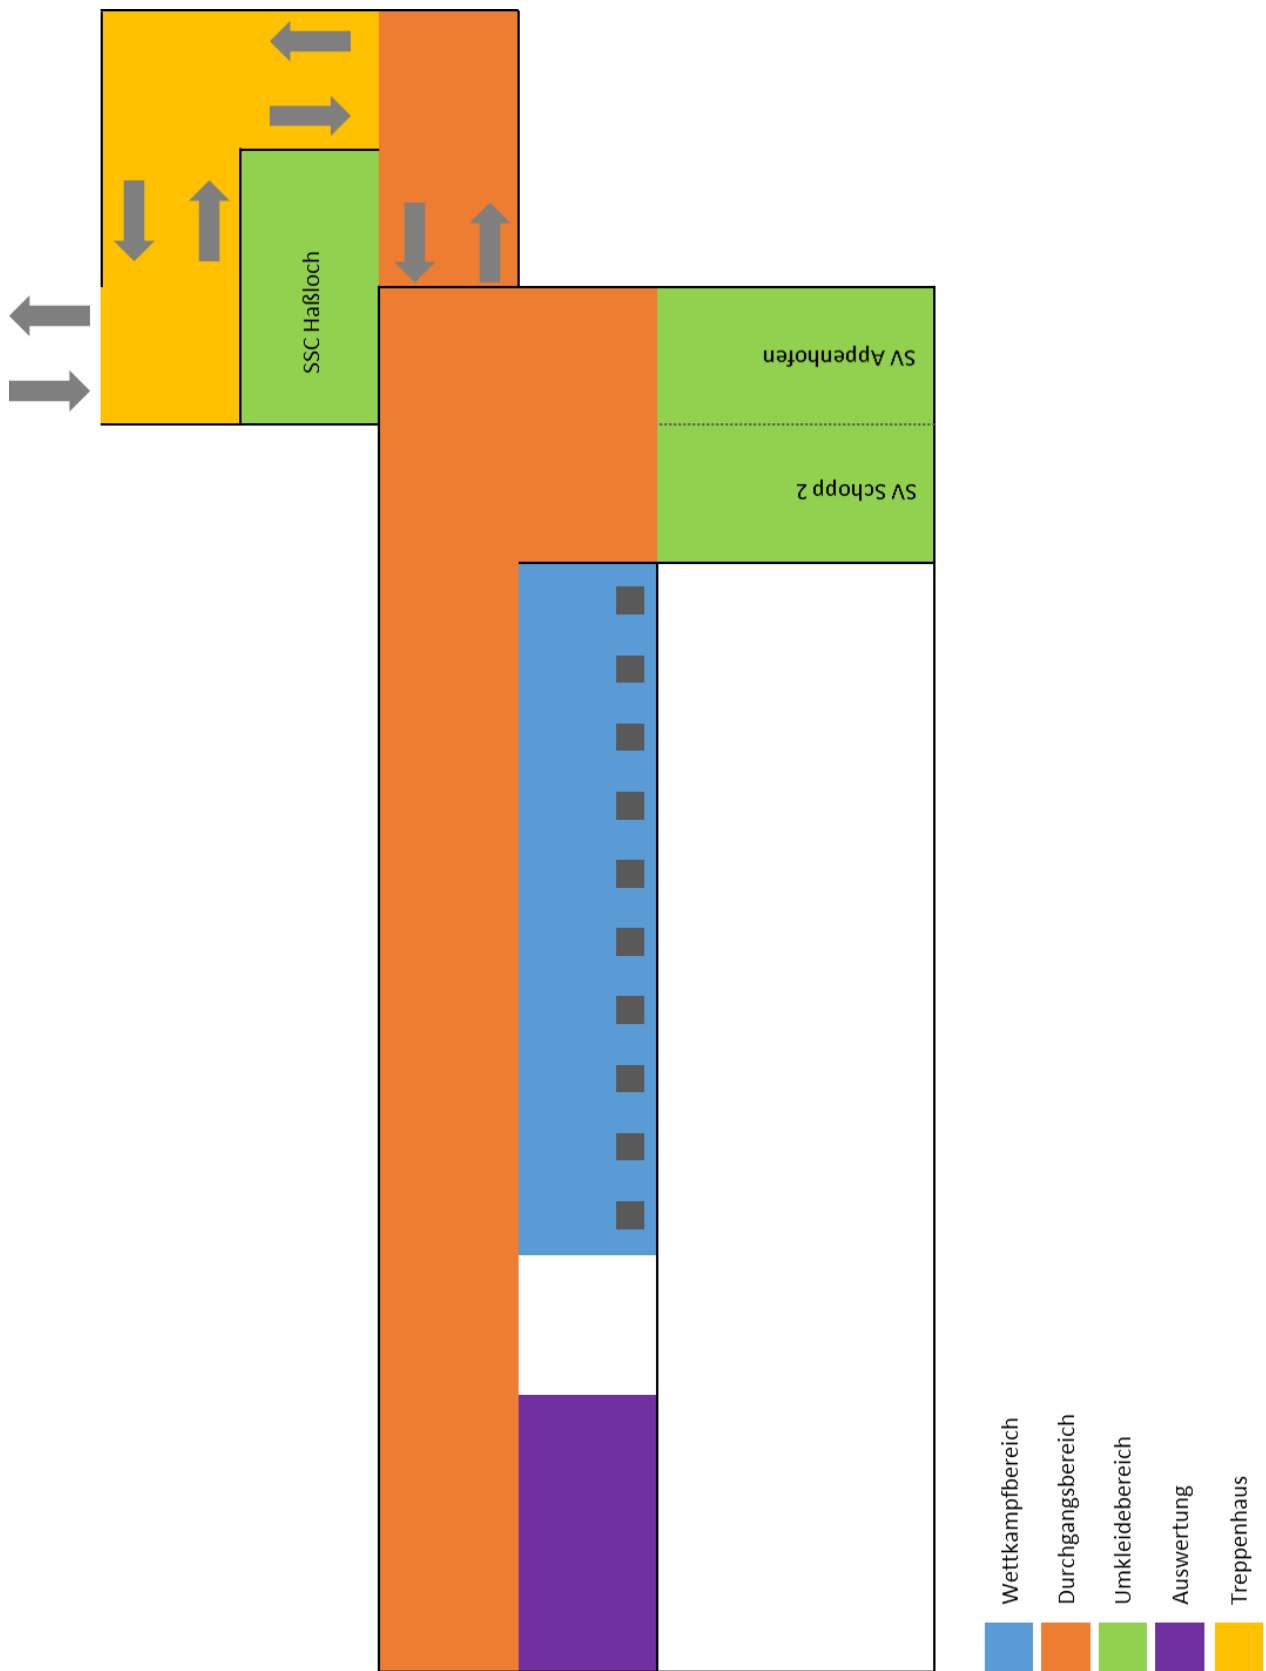 SSC Haßloch
SV Appenhofen
SV Schopp 2
Wettkampfbereich
Durchgangsbereich
Umkleidebereich
Auswertung
Treppenhaus